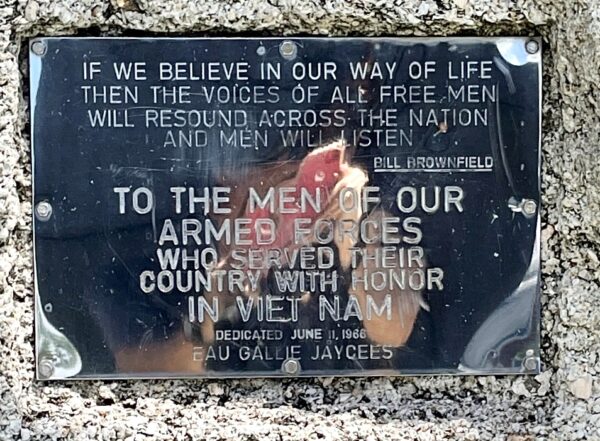 IF WE BELIEVE IN OUR WAY OF LIFE
THEN THE VOICES OF ALL FREE MEN
WILL RESOUND ACROSS THE NATION
AND MEN WILL LISTEN
BILL BROWNFIELD
TO THE MEN OF OUR
ARMED FORCES
WHO SERVED THEIR
COUNTRY WITH HONOR
IN VIET NAM
DEDICATED JUNE 11, 1966
EAU GALLIE JAYCEES